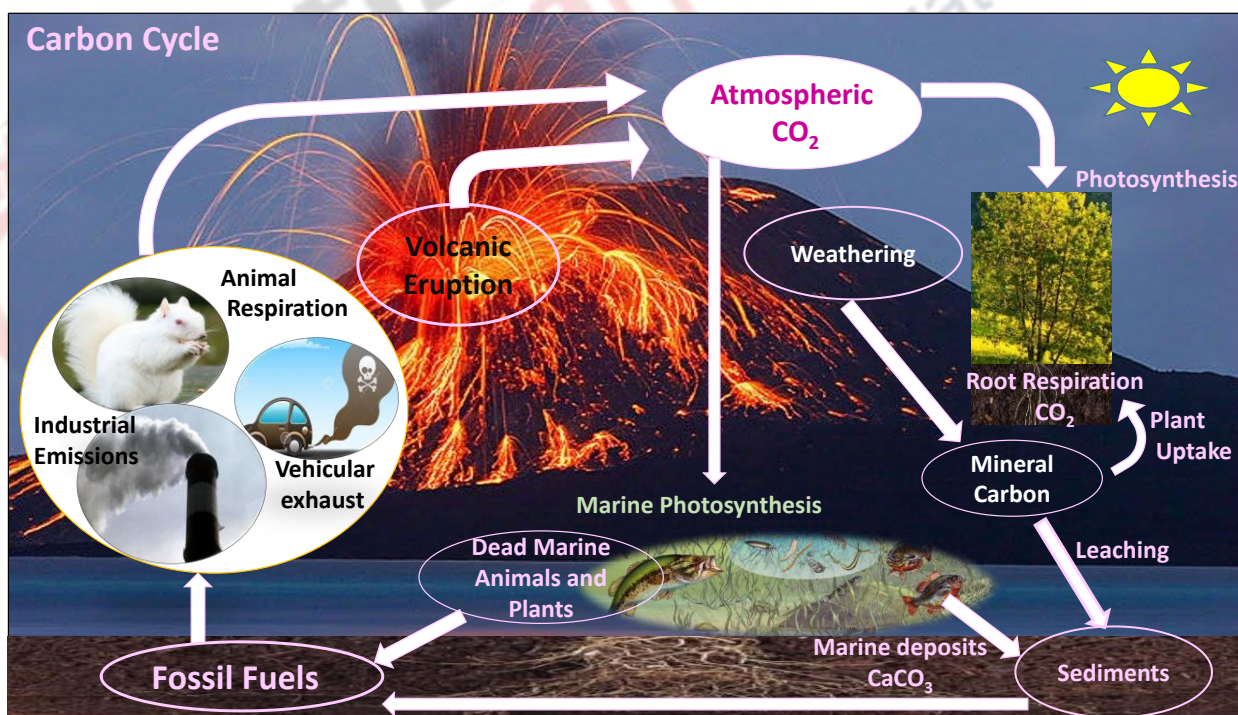 Carbon Cycle
Atmospheric
CO₂
Photosynthesis
Volcanic
Eruption
Weathering
Animal
Respiration
Industrial
Emissions
Vehicular
exhaust
Root Respiration
CO₂
Plant
Uptake
Mineral
Carbon
Marine Photosynthesis
Dead Marine
Animals and
Plants
Leaching
Marine deposits
CaCO₃
Sediments
Fossil Fuels